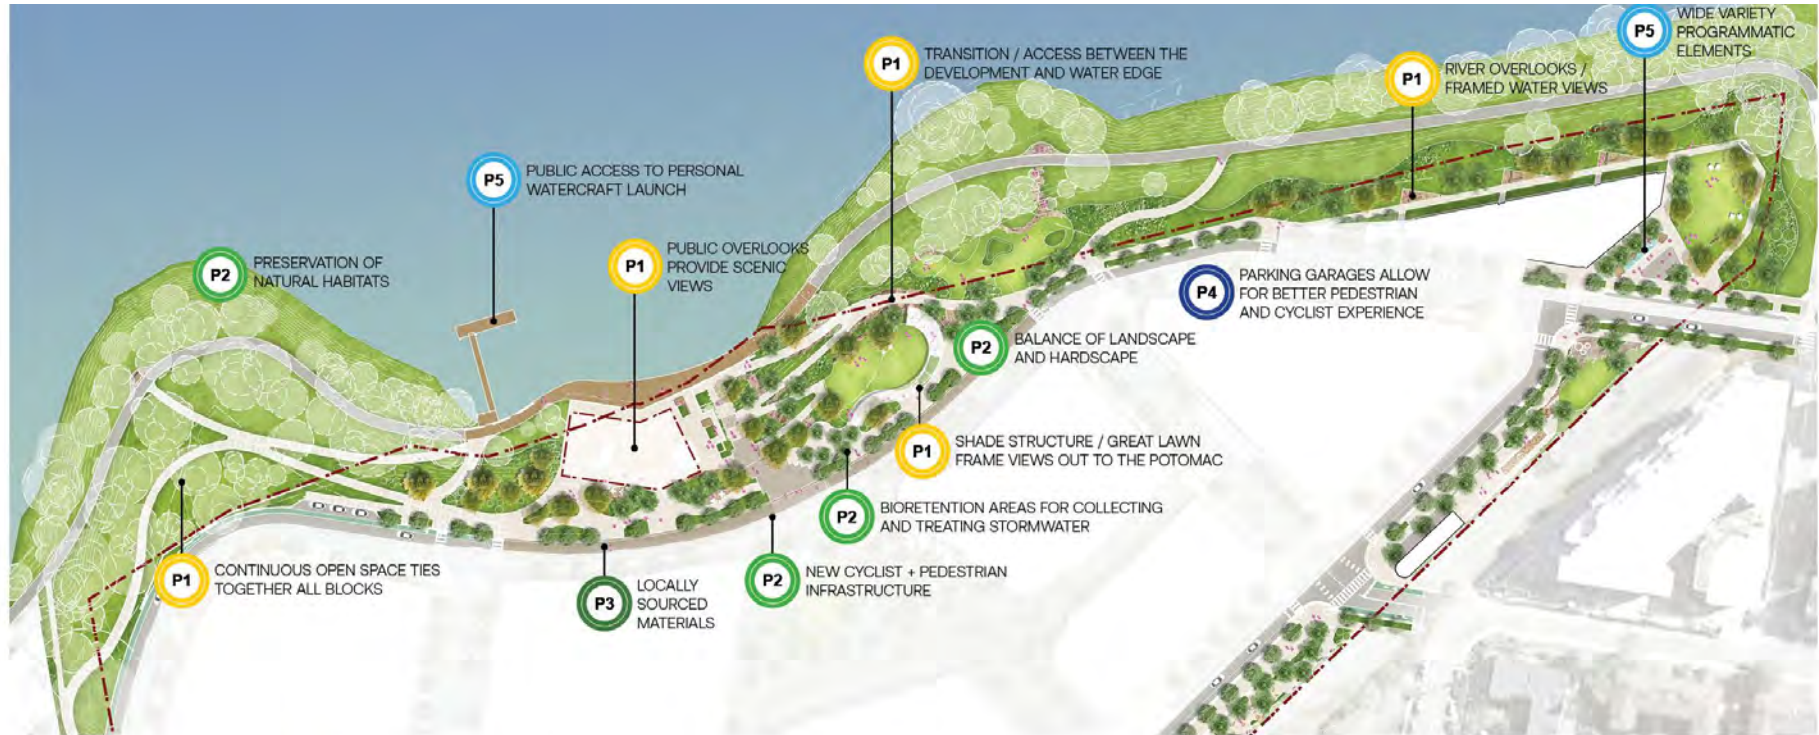 P5
WIDE VARIETY
PROGRAMMATIC
ELEMENTS
P1
TRANSITION / ACCESS BETWEEN THE
DEVELOPMENT AND WATER EDGE
P1
RIVER OVERLOOKS /
FRAMED WATER VIEWS
P5
PUBLIC ACCESS TO PERSONAL
WATERCRAFT LAUNCH
P2
PRESERVATION OF
NATURAL HABITATS
P1
PUBLIC OVERLOOKS
PROVIDE SCENIC
VIEWS
P4
PARKING GARAGES ALLOW
FOR BETTER PEDESTRIAN
AND CYCLIST EXPERIENCE
P2
BALANCE OF LANDSCAPE
AND HARDSCAPE
P1
SHADE STRUCTURE / GREAT LAWN
FRAME VIEWS OUT TO THE POTOMAC
P2
BIORETENTION AREAS FOR COLLECTING
AND TREATING STORMWATER
P1
CONTINUOUS OPEN SPACE TIES
TOGETHER ALL BLOCKS
P3
LOCALLY
SOURCED
MATERIALS
P2
NEW CYCLIST + PEDESTRIAN
INFRASTRUCTURE